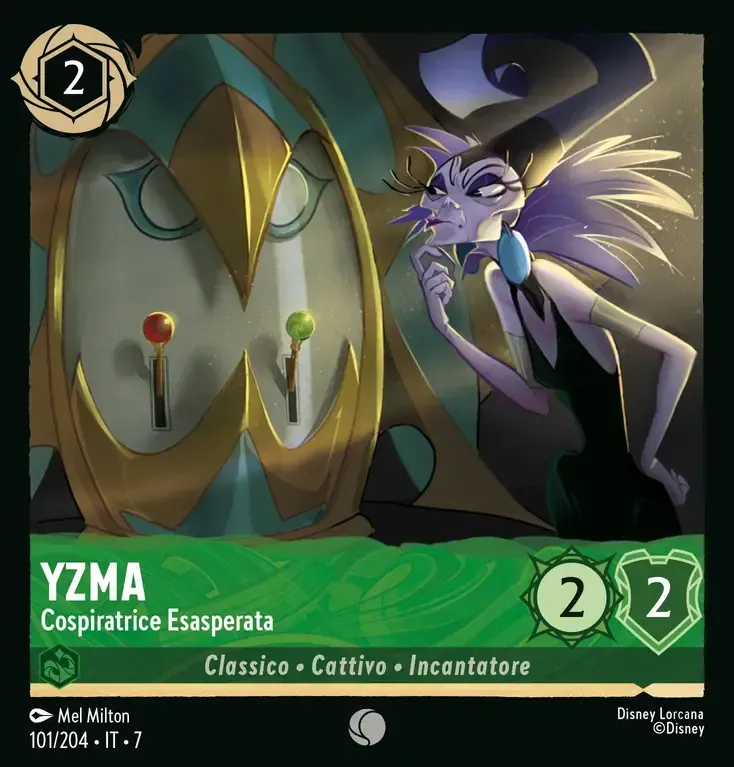 2
YZMA
Cospiratrice Esasperata
2
2
Classico • Cattivo • Incantatore
Mel Milton
101/204 • IT • 7
Disney Lorcana
©Disney